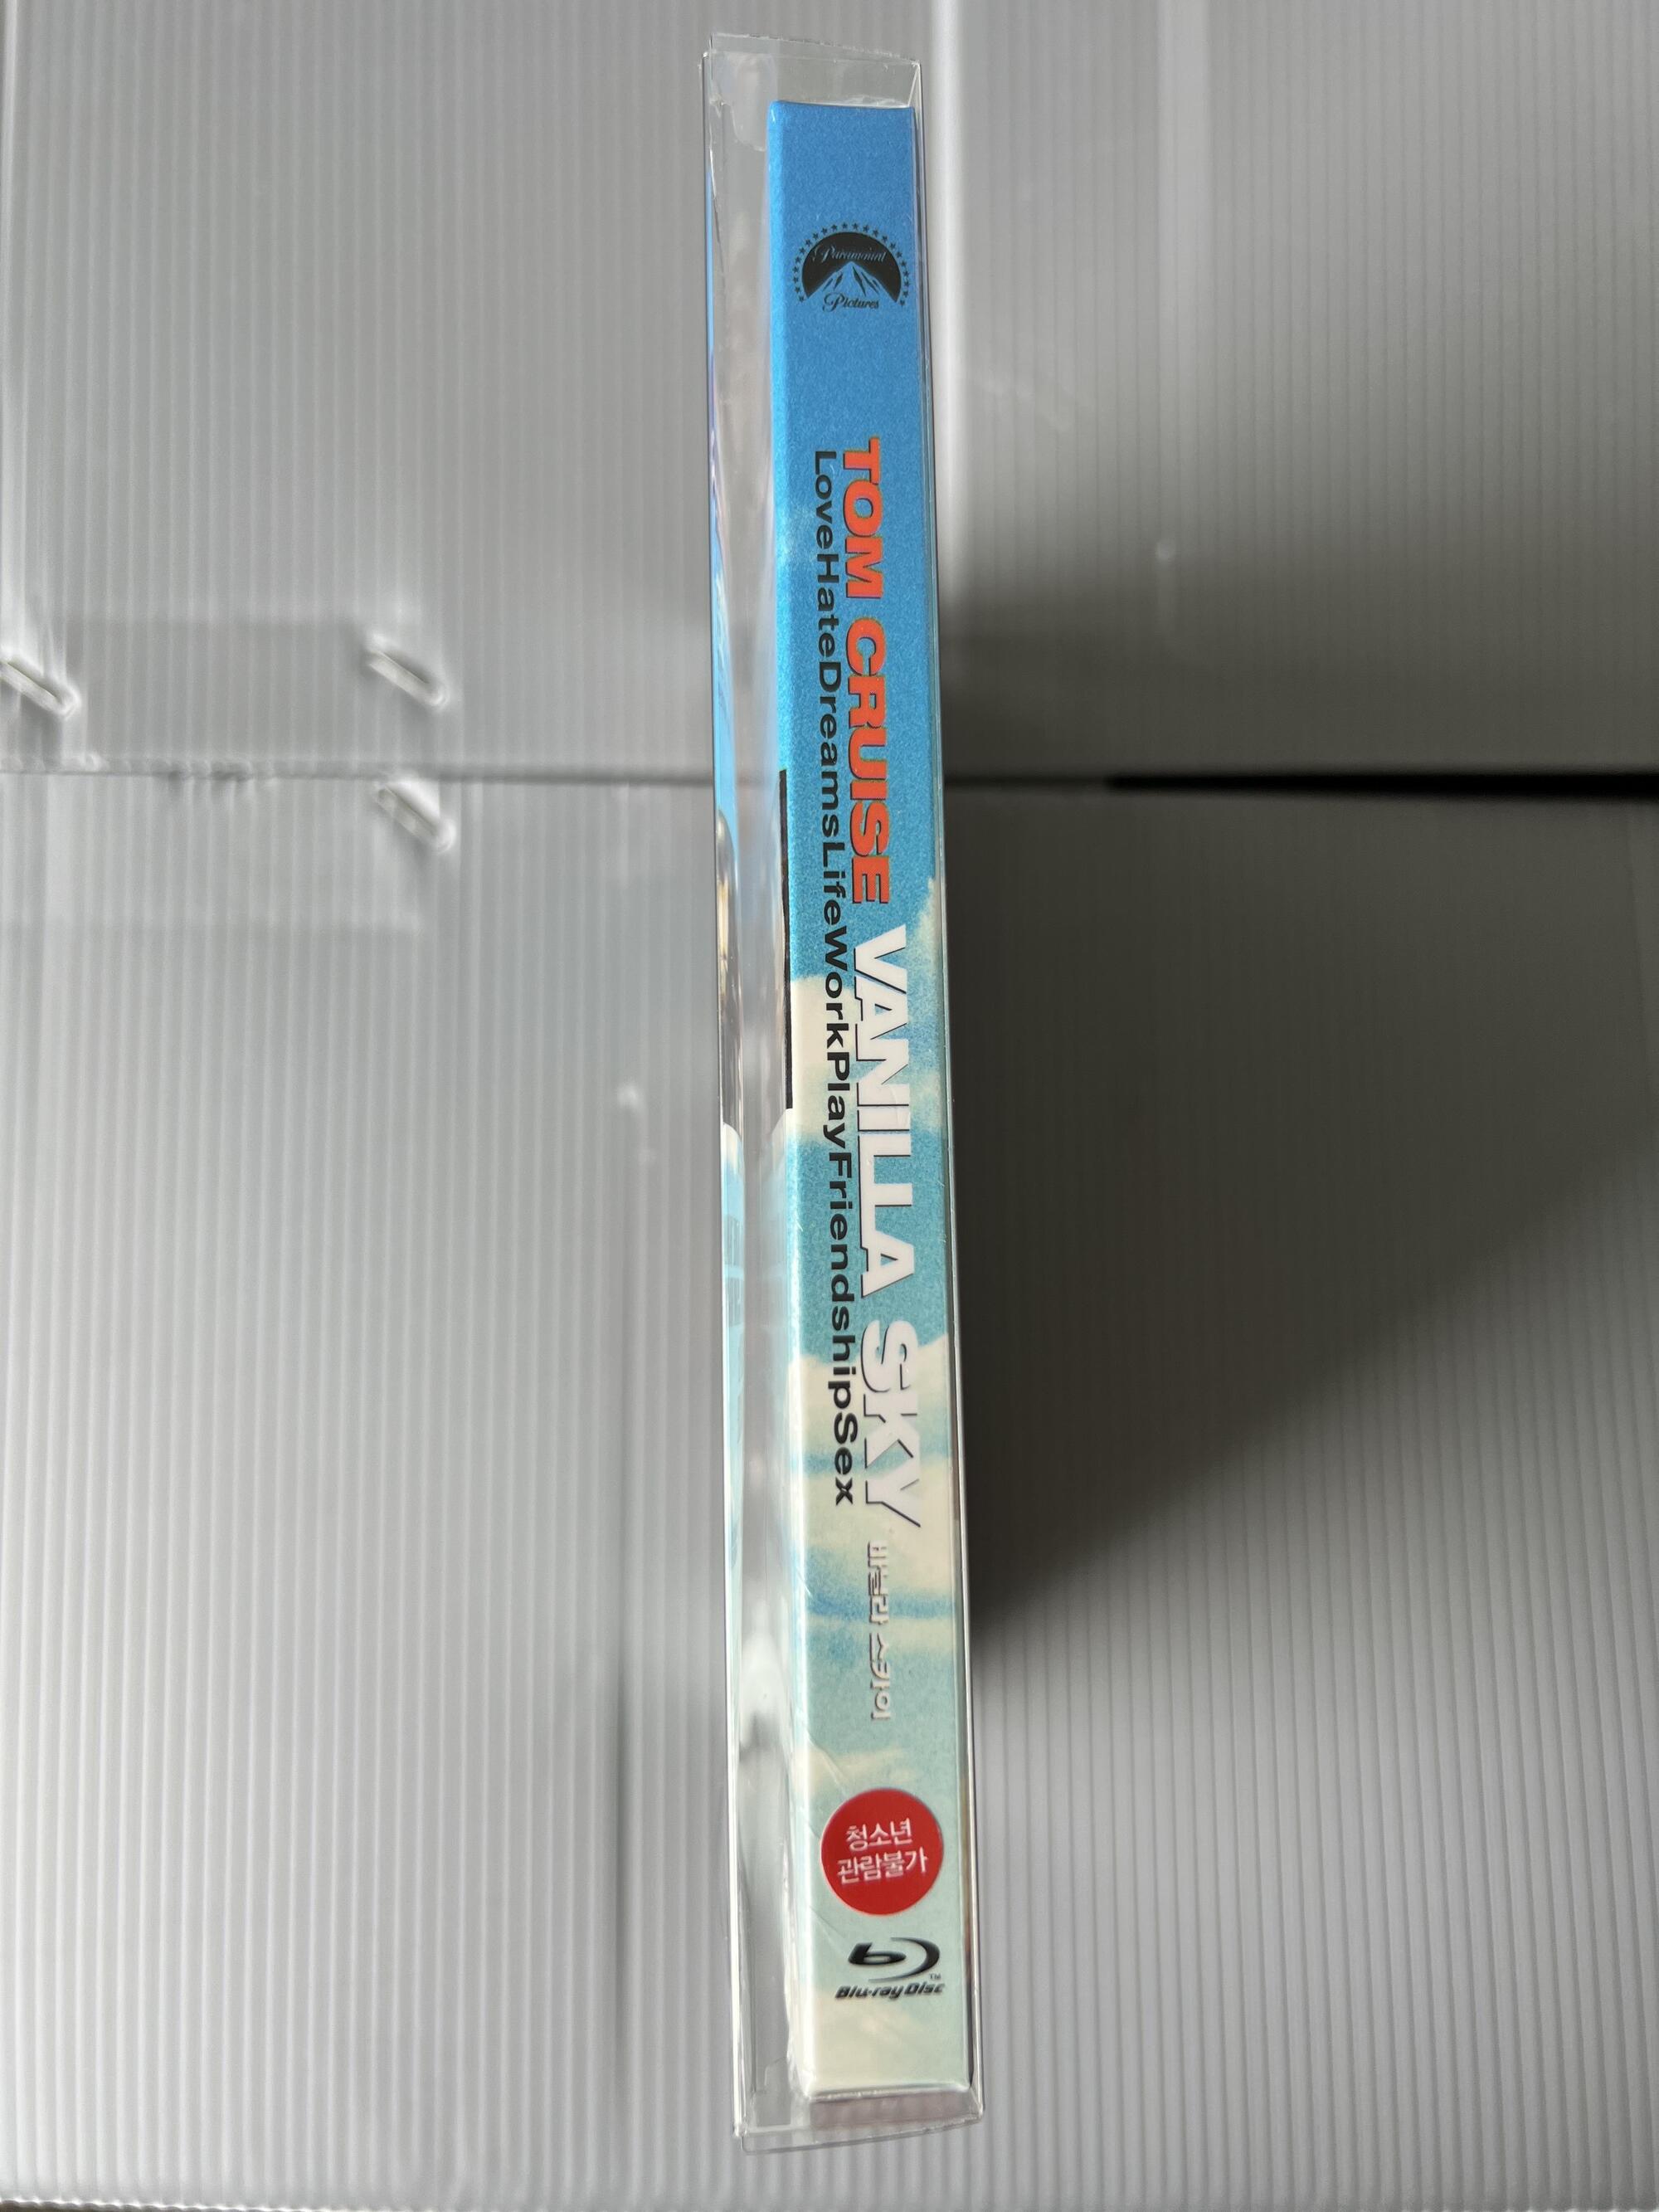 Paramount
Pictures
TOM CRUISE VANILLA SKY 바닐라 스카이
LoveHateDreamsLifeWorkPlayFriendshipSex
청소년
관람불가
Blu-ray Disc™